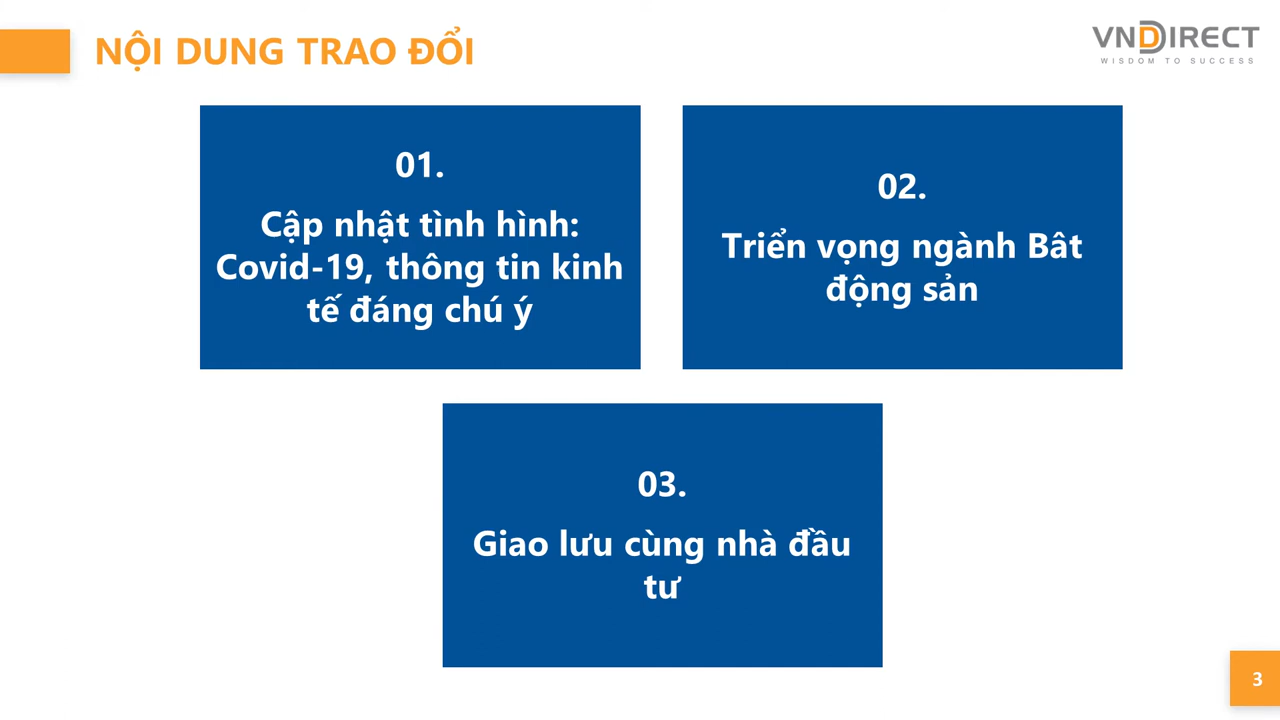 NỘI DUNG TRAO ĐỔI
VNDIRECT
WISDOM TO SUCCESS
01.
Cập nhật tình hình:
Covid-19, thông tin kinh
tế đáng chú ý
02.
Triển vọng ngành Bât
động sản
03.
Giao lưu cùng nhà đầu
tư
3